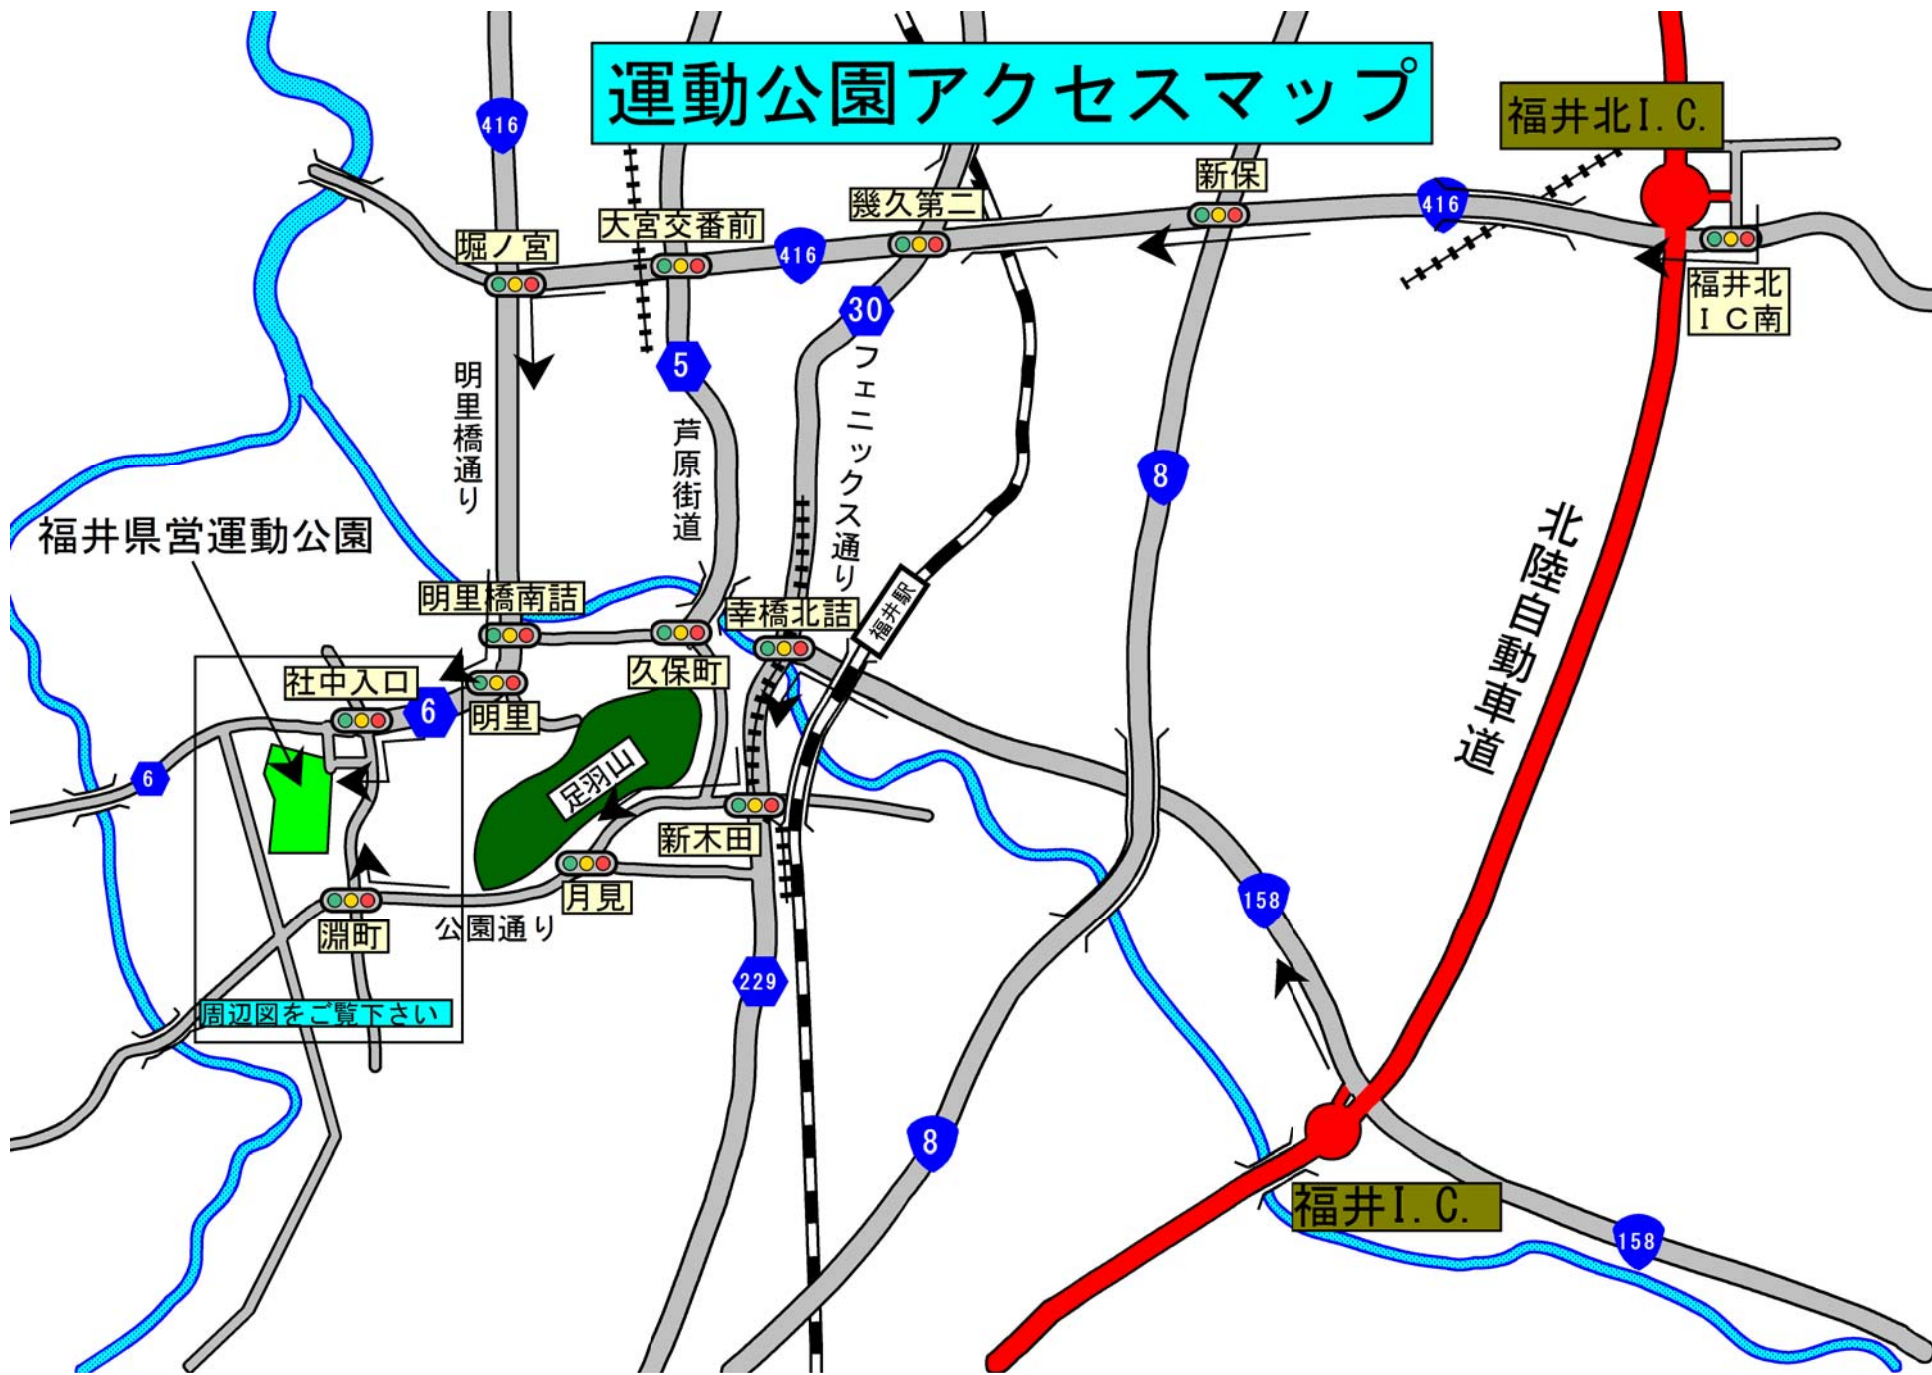 運動公園アクセスマップ
福井北I.C.
416
新保
幾久第二
416
大宮交番前
堀ノ宮
416
福井北
IC南
30
5
明里橋通り
芦原街道
フェニックス通り
8
北陸自動車道
福井県営運動公園
明里橋南詰
幸橋北詰
福井駅
久保町
社中入口
6
明里
6
足羽山
新木田
月見
淵町
公園通り
158
229
周辺図をご覧下さい
8
福井I.C.
158